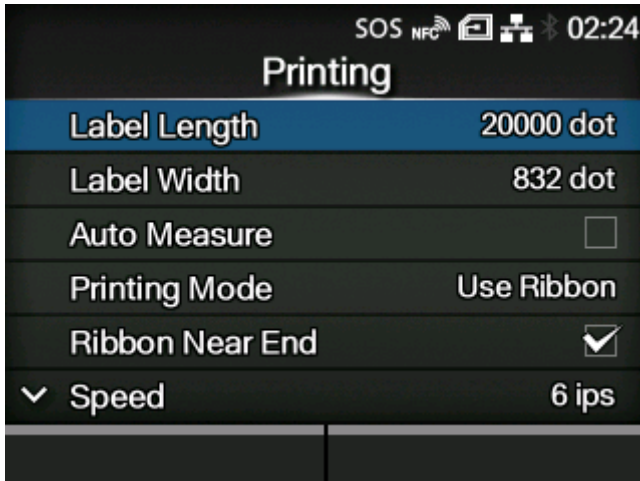 SOS NFC 02:24
Printing
Label Length 20000 dot
Label Width 832 dot
Auto Measure
Printing Mode Use Ribbon
Ribbon Near End
Speed 6 ips